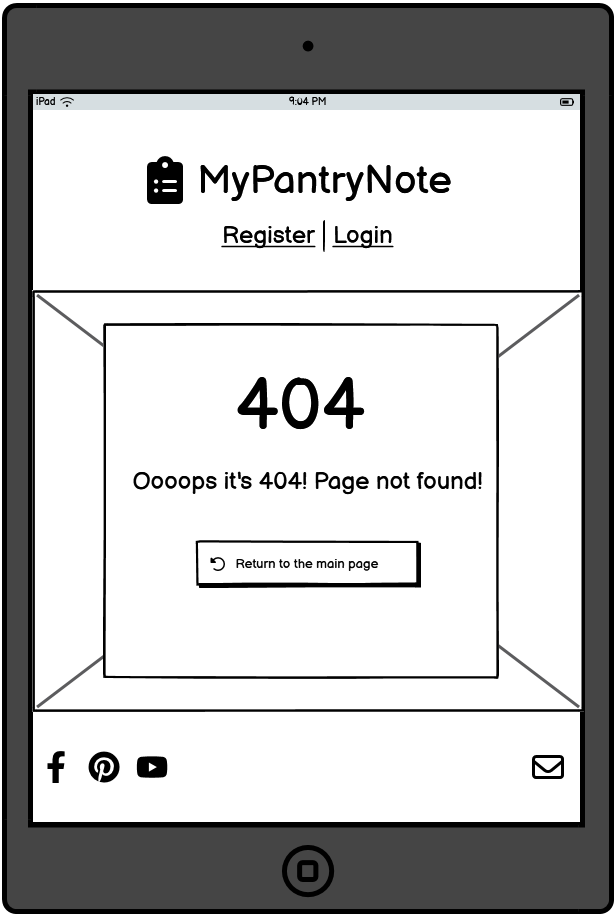 iPad 9:04 PM
MyPantryNote
Register | Login
404
Oooops it's 404! Page not found!
Return to the main page